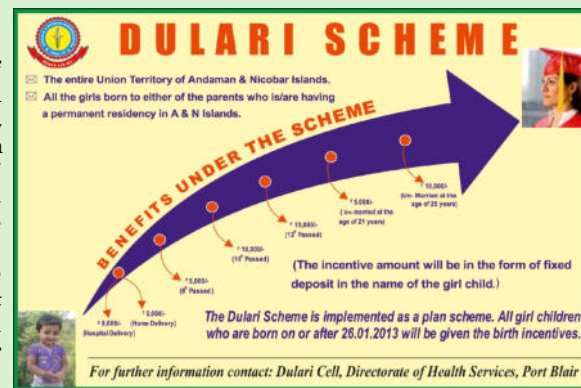 DULARI SCHEME
The entire Union Territory of Andaman & Nicobar Islands.
All the girls born to either of the parents who is/are having
a permanent residency in A & N Islands.
BENEFITS UNDER THE SCHEME
₹ 10,000/-
(Un- Married at the
age of 25 years)
₹ 5,000/-
( Un- married at the
age of 21 years)
(12th Passed)
₹ 10,000/-
(10th Passed)
₹ 5,000/-
(8th Passed)
₹ 5,000/-
(Home Delivery)
(Hospital Delivery)
(The incentive amount will be in the form of fixed
deposit in the name of the girl child.)
The Dulari Scheme is implemented as a plan scheme. All girl children
who are born on or after 26.01.2013 will be given the birth incentives.
For further information contact: Dulari Cell, Directorate of Health Services, Port Blair